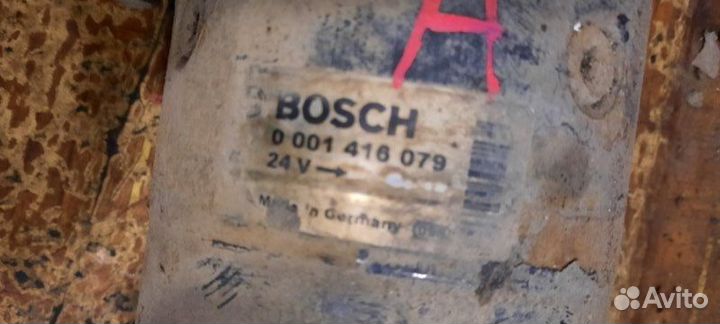 A
BOSCH
0 001 416 079
24 V →
Made in Germany
Avito